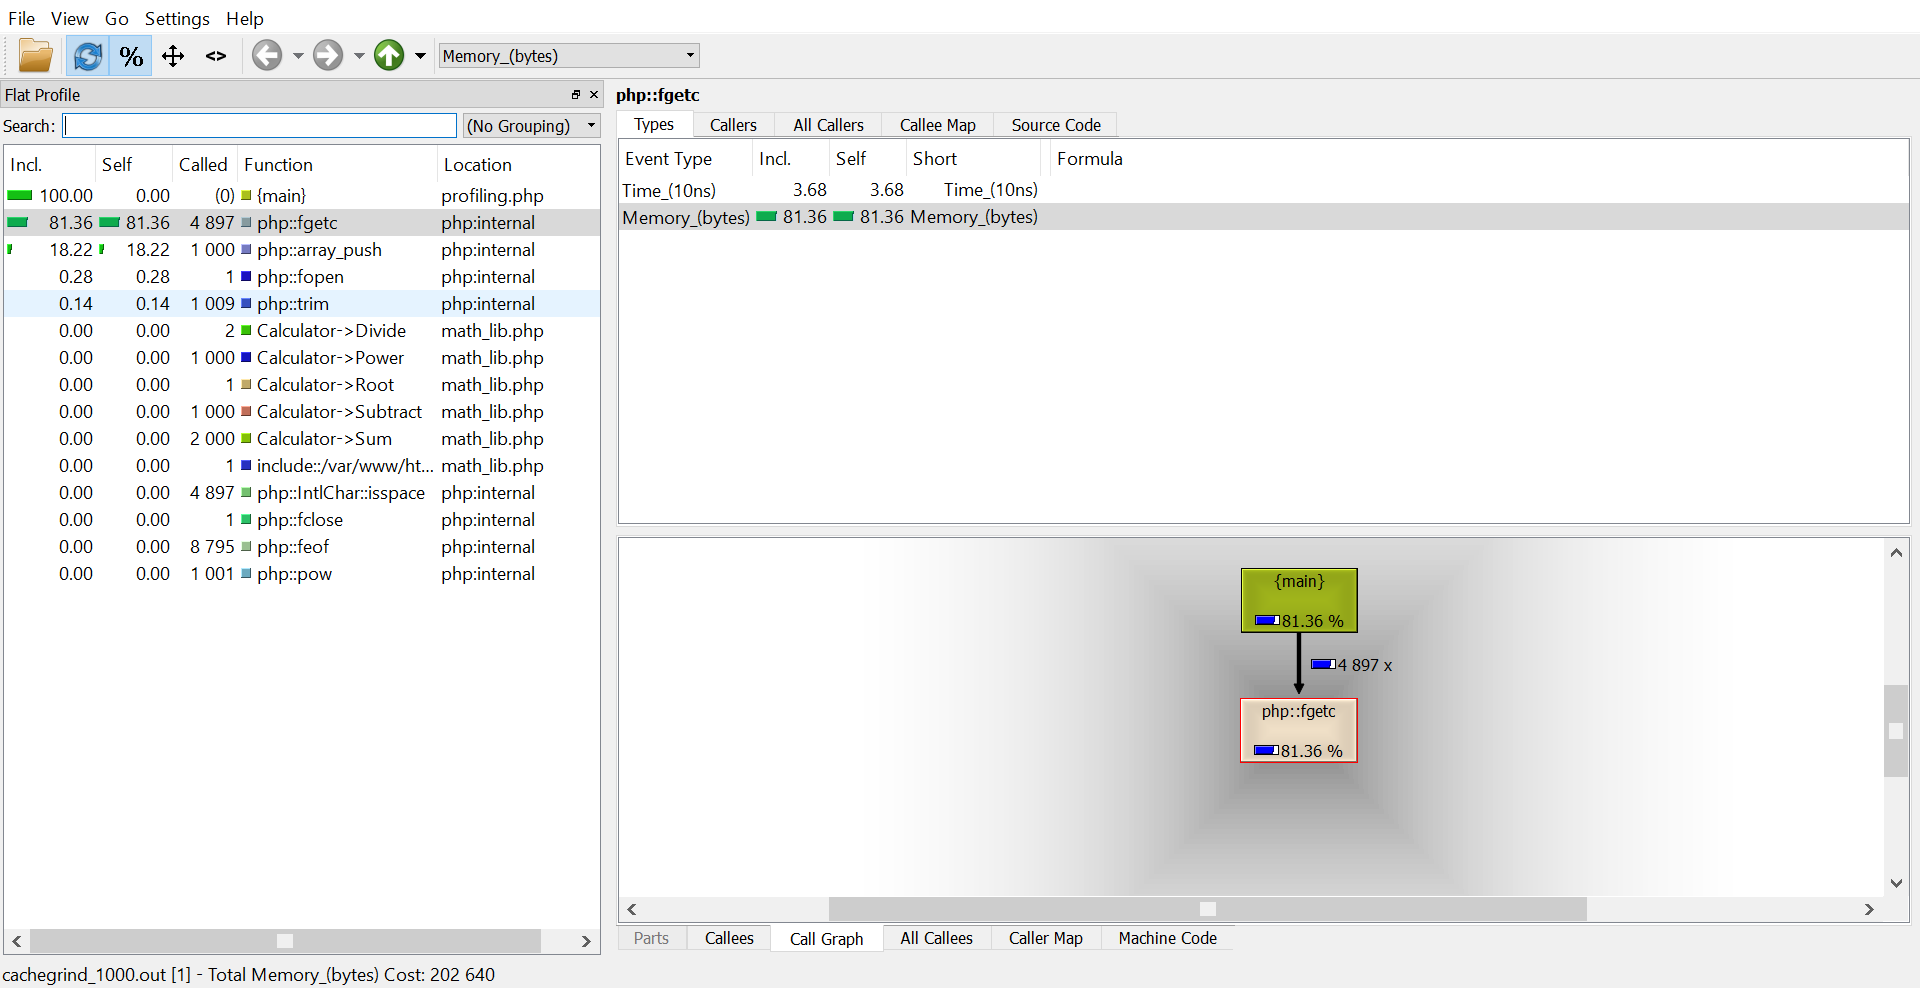 File View Go Settings Help
% <> Memory_(bytes)
Flat Profile
Search: (No Grouping)
Incl. Self Called Function Location
100.00 0.00 (0) {main} profiling.php
81.36 81.36 4 897 php::fgetc php:internal
18.22 18.22 1 000 php::array_push php:internal
0.28 0.28 1 php::fopen php:internal
0.14 0.14 1 009 php::trim php:internal
0.00 0.00 2 Calculator->Divide math_lib.php
0.00 0.00 1 000 Calculator->Power math_lib.php
0.00 0.00 1 Calculator->Root math_lib.php
0.00 0.00 1 000 Calculator->Subtract math_lib.php
0.00 0.00 2 000 Calculator->Sum math_lib.php
0.00 0.00 1 include::/var/www/ht... math_lib.php
0.00 0.00 4 897 php::IntlChar::isspace php:internal
0.00 0.00 1 php::fclose php:internal
0.00 0.00 8 795 php::feof php:internal
0.00 0.00 1 001 php::pow php:internal
php::fgetc
Types Callers All Callers Callee Map Source Code
Event Type Incl. Self Short Formula
Time_(10ns) 3.68 3.68 Time_(10ns)
Memory_(bytes) 81.36 81.36 Memory_(bytes)
{main}
81.36 %
4 897 x
php::fgetc
81.36 %
Parts Callees Call Graph All Callees Caller Map Machine Code
cachegrind_1000.out [1] - Total Memory_(bytes) Cost: 202 640